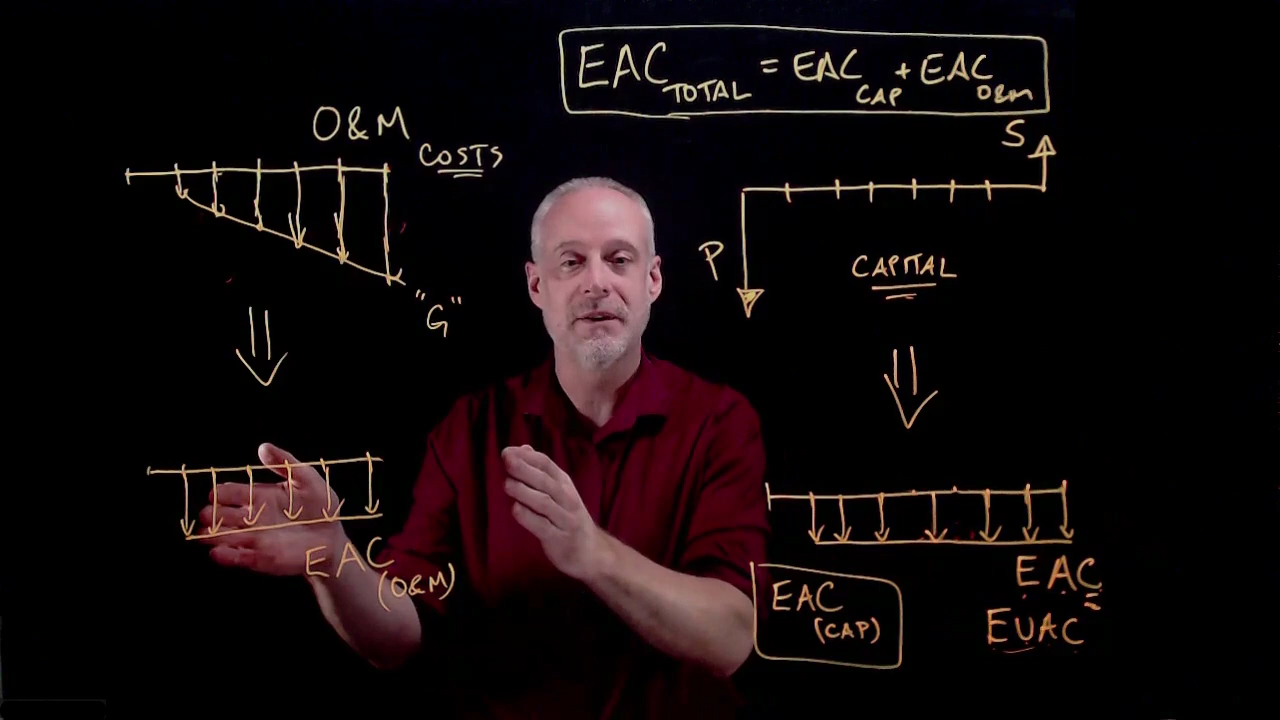 EAC TOTAL = EAC CAP + EAC O&M
O&M COSTS
"G"
EAC (O&M)
S
P
CAPITAL
EAC
EUAC
EAC (CAP)